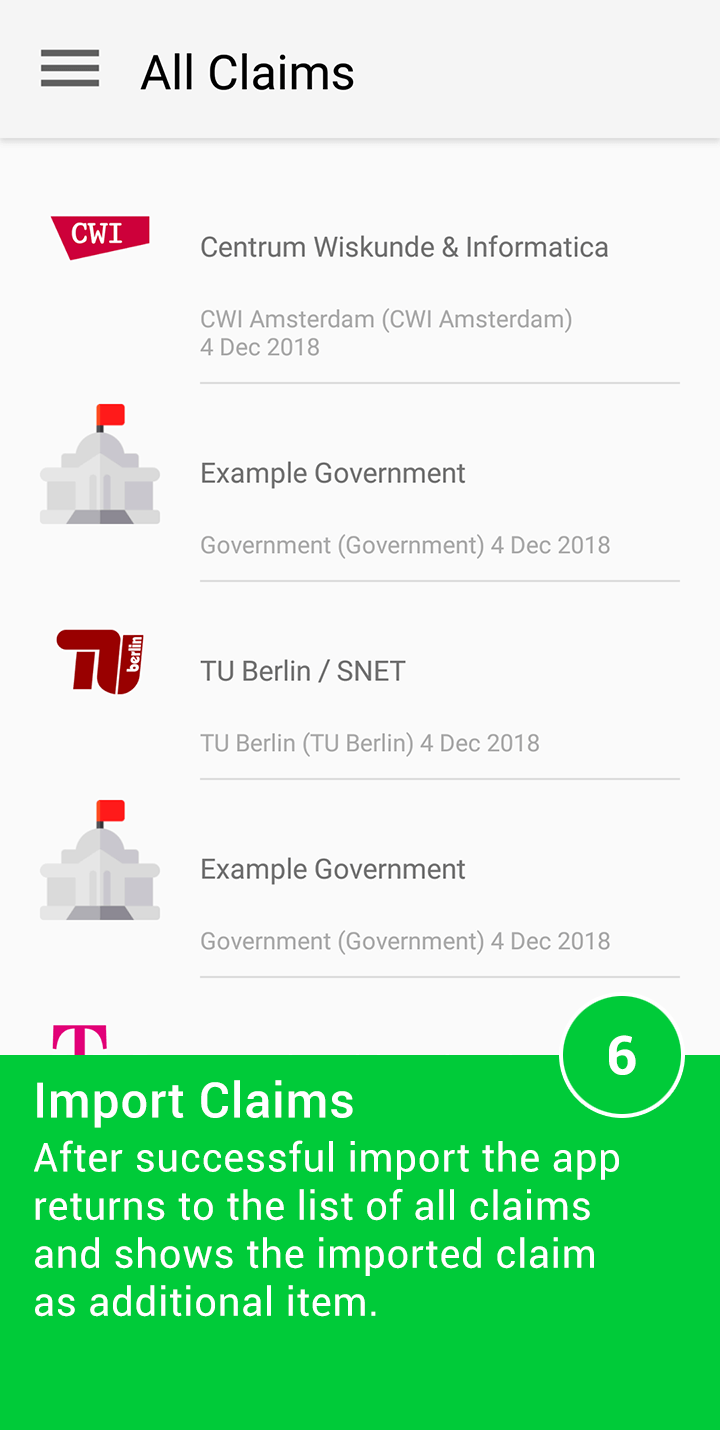 All Claims
CWI
Centrum Wiskunde & Informatica
CWI Amsterdam (CWI Amsterdam)
4 Dec 2018
Example Government
Government (Government) 4 Dec 2018
TU berlin
TU Berlin / SNET
TU Berlin (TU Berlin) 4 Dec 2018
Example Government
Government (Government) 4 Dec 2018
T
6
Import Claims
After successful import the app
returns to the list of all claims
and shows the imported claim
as additional item.